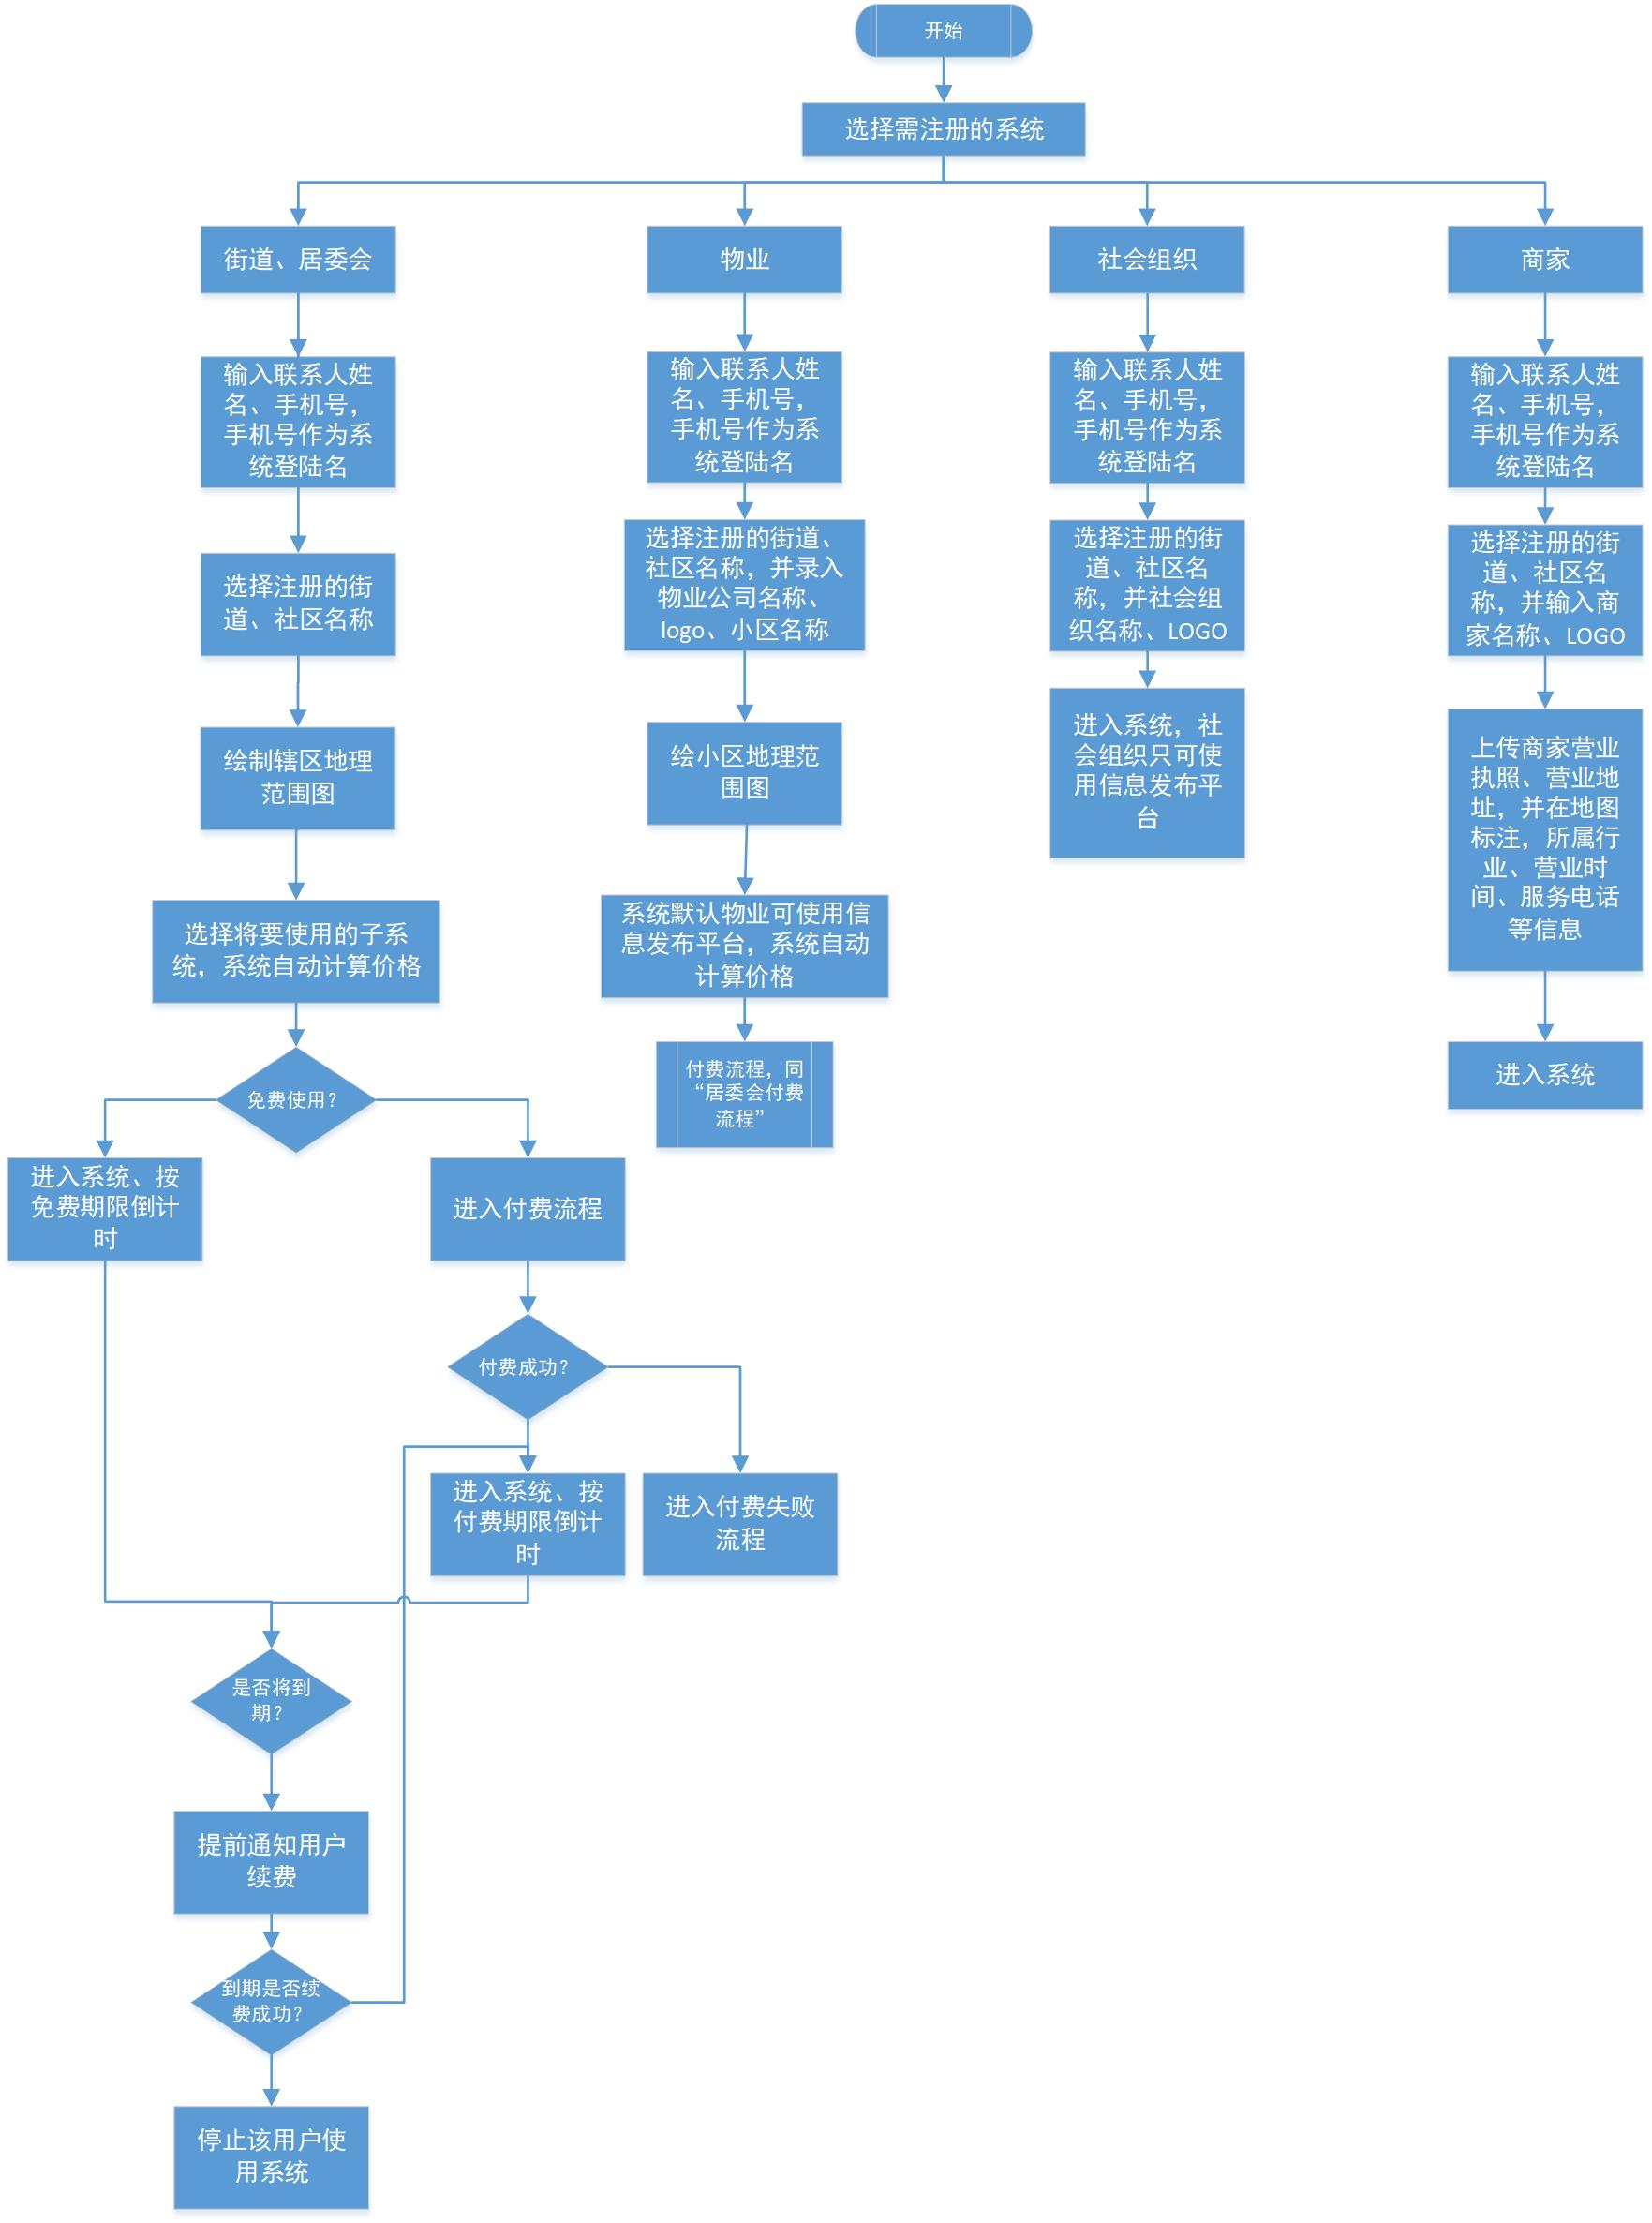 开始
选择需注册的系统
街道、居委会
物业
社会组织
商家
输入联系人姓
名、手机号，
手机号作为系
统登陆名
输入联系人姓
名、手机号，
手机号作为系
统登陆名
输入联系人姓
名、手机号，
手机号作为系
统登陆名
输入联系人姓
名、手机号，
手机号作为系
统登陆名
选择注册的街
道、社区名称
选择注册的街道、
社区名称，并录入
物业公司名称、
logo、小区名称
选择注册的街
道、社区名
称，并社会组
织名称、LOGO
选择注册的街
道、社区名
称，并输入商
家名称、LOGO
绘制辖区地理
范围图
绘小区地理范
围图
进入系统，社
会组织只可使
用信息发布平
台
上传商家营业
执照、营业地
址，并在地图
标注，所属行
业、营业时
间、服务电话
等信息
选择将要使用的子系
统，系统自动计算价格
系统默认物业可使用信
息发布平台，系统自动
计算价格
免费使用？
付费流程，同
“居委会付费
流程”
进入系统
进入系统、按
免费期限倒计
时
进入付费流程
付费成功？
进入系统、按
付费期限倒计
时
进入付费失败
流程
是否将到
期？
提前通知用户
续费
到期是否续
费成功？
停止该用户使
用系统